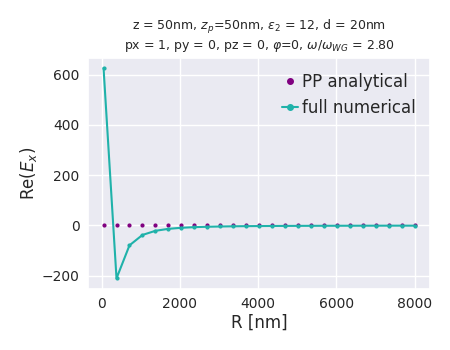 z = 50nm, z_p=50nm, ε_2 = 12, d = 20nm
px = 1, py = 0, pz = 0, φ=0, ω/ω_WG = 2.80
PP analytical
full numerical
Re(E_x)
600
400
200
0
−200
0 2000 4000 6000 8000
R [nm]